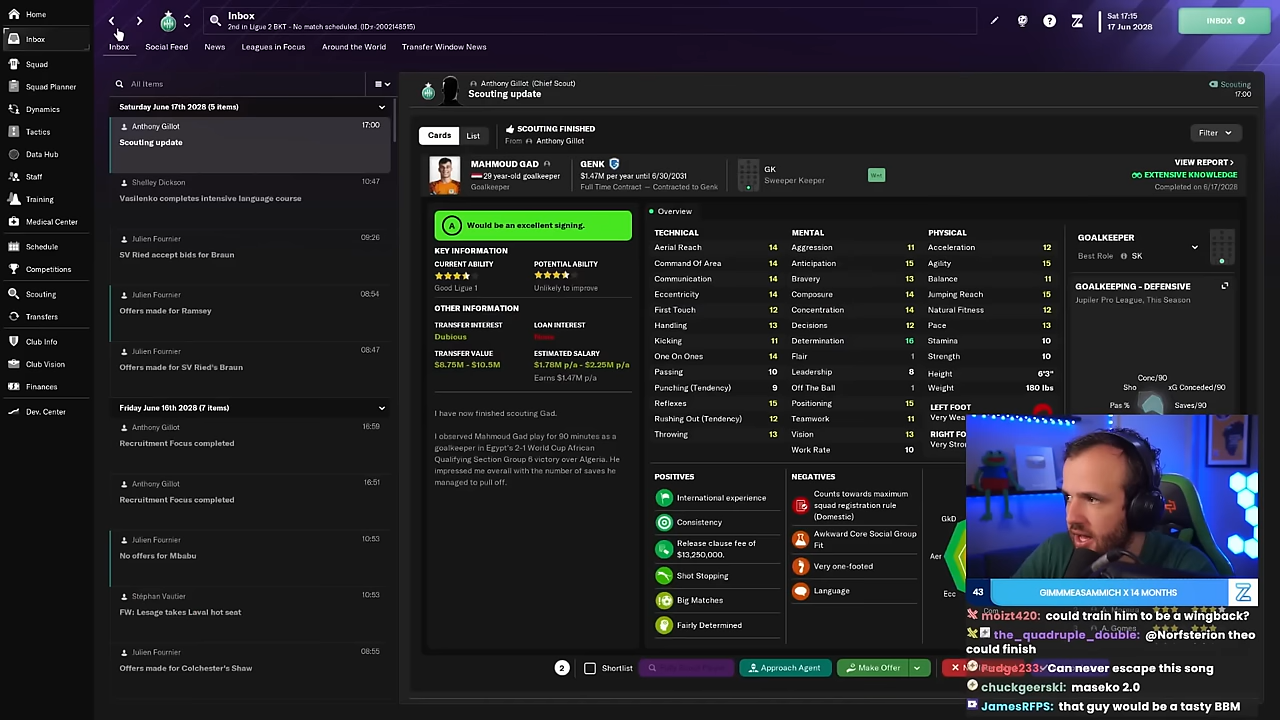 Home
Inbox
Squad
Squad Planner
Dynamics
Tactics
Data Hub
Staff
Training
Medical Center
Schedule
Competitions
Scouting
Transfers
Club Info
Club Vision
Finances
Dev. Center
Inbox
2nd in Ligue 2 BKT - No match scheduled. (ID:r-2002148515)
Sat 17:15
17 Jun 2028
INBOX
Inbox
Social Feed
News
Leagues in Focus
Around the World
Transfer Window News
All Items
Saturday June 17th 2028 (5 items)
Anthony Gillot 17:00
Scouting update
Shelley Dickson 10:47
Vasilenko completes intensive language course
Julien Fournier 09:26
SV Ried accept bids for Braun
Julien Fournier 08:54
Offers made for Ramsey
Julien Fournier 08:47
Offers made for SV Ried's Braun
Friday June 16th 2028 (7 items)
Anthony Gillot 16:59
Recruitment Focus completed
Anthony Gillot 16:51
Recruitment Focus completed
Julien Fournier 10:53
No offers for Mbabu
Stéphan Vautier 10:53
FW: Lesage takes Laval hot seat
Julien Fournier 08:55
Offers made for Colchester's Shaw
Anthony Gillot (Chief Scout)
Scouting update
Scouting
17:00
Cards
List
SCOUTING FINISHED
From Anthony Gillot
Filter
MAHMOUD GAD
29 year-old goalkeeper
Goalkeeper
GENK
$1.47M per year until 6/30/2031
Full Time Contract — Contracted to Genk
GK
Sweeper Keeper
Wnt
VIEW REPORT >
EXTENSIVE KNOWLEDGE
Completed on 6/17/2028
A Would be an excellent signing.
KEY INFORMATION
CURRENT ABILITY
Good Ligue 1
POTENTIAL ABILITY
Unlikely to improve
OTHER INFORMATION
TRANSFER INTEREST
Dubious
LOAN INTEREST
None
TRANSFER VALUE
$8.75M - $10.5M
ESTIMATED SALARY
$1.78M p/a - $2.25M p/a
Earns $1.47M p/a
I have now finished scouting Gad.
I observed Mahmoud Gad play for 90 minutes as a
goalkeeper in Egypt's 2-1 World Cup African
Qualifying Section Group 6 victory over Algeria. He
impressed me overall with the number of saves he
managed to pull off.
Overview
TECHNICAL
Aerial Reach 14
Command Of Area 14
Communication 14
Eccentricity 14
First Touch 12
Handling 13
Kicking 11
One On Ones 14
Passing 10
Punching (Tendency) 9
Reflexes 15
Rushing Out (Tendency) 12
Throwing 13
MENTAL
Aggression 11
Anticipation 15
Bravery 13
Composure 14
Concentration 14
Decisions 12
Determination 16
Flair 1
Leadership 8
Off The Ball 1
Positioning 15
Teamwork 11
Vision 13
Work Rate 10
PHYSICAL
Acceleration 12
Agility 15
Balance 11
Jumping Reach 15
Natural Fitness 12
Pace 13
Stamina 10
Strength 10
Height 6'3"
Weight 180 lbs
LEFT FOOT
Very Wea
RIGHT FO
Very Stro
GOALKEEPER
Best Role SK
GOALKEEPING - DEFENSIVE
Jupiler Pro League, This Season
Conc/90
Sho
xG Conceded/90
Pas %
Saves/90
POSITIVES
International experience
Consistency
Release clause fee of
$13,250,000.
Shot Stopping
Big Matches
Fairly Determined
NEGATIVES
Counts towards maximum
squad registration rule
(Domestic)
Awkward Core Social Group
Fit
Very one-footed
Language
GkD
Aer
Ecc
Com
2
Shortlist
Approach Agent
Make Offer
43
GIMMMEASAMMICH X 14 MONTHS
moizt420: could train him to be a wingback?
the_quadruple_double: @Norfsterion theo
could finish
Pudge233: Can never escape this song
chuckgeerski: maseko 2.0
JamesRFPS: that guy would be a tasty BBM